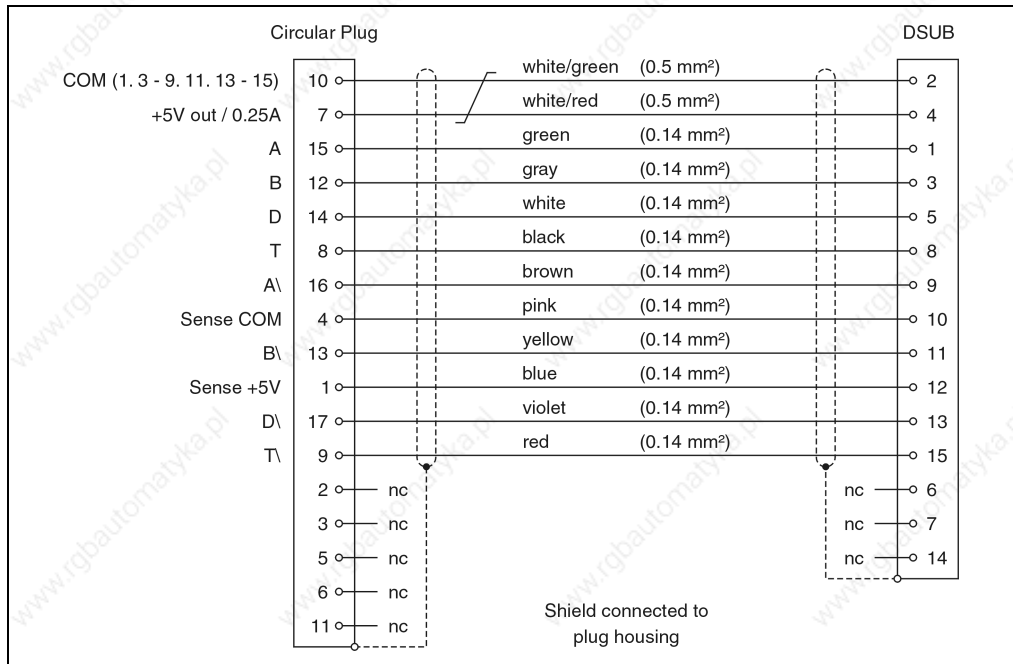 Circular Plug DSUB
COM (1. 3 - 9. 11. 13 - 15) 10 white/green (0.5 mm²) 2
+5V out / 0.25A 7 white/red (0.5 mm²) 4
A 15 green (0.14 mm²) 1
B 12 gray (0.14 mm²) 3
D 14 white (0.14 mm²) 5
T 8 black (0.14 mm²) 8
A\ 16 brown (0.14 mm²) 9
Sense COM 4 pink (0.14 mm²) 10
B\ 13 yellow (0.14 mm²) 11
Sense +5V 1 blue (0.14 mm²) 12
D\ 17 violet (0.14 mm²) 13
T\ 9 red (0.14 mm²) 15
2 nc nc 6
3 nc nc 7
5 nc nc 14
6 nc
11 nc
Shield connected to
plug housing
www.rgbautomatyka.pl